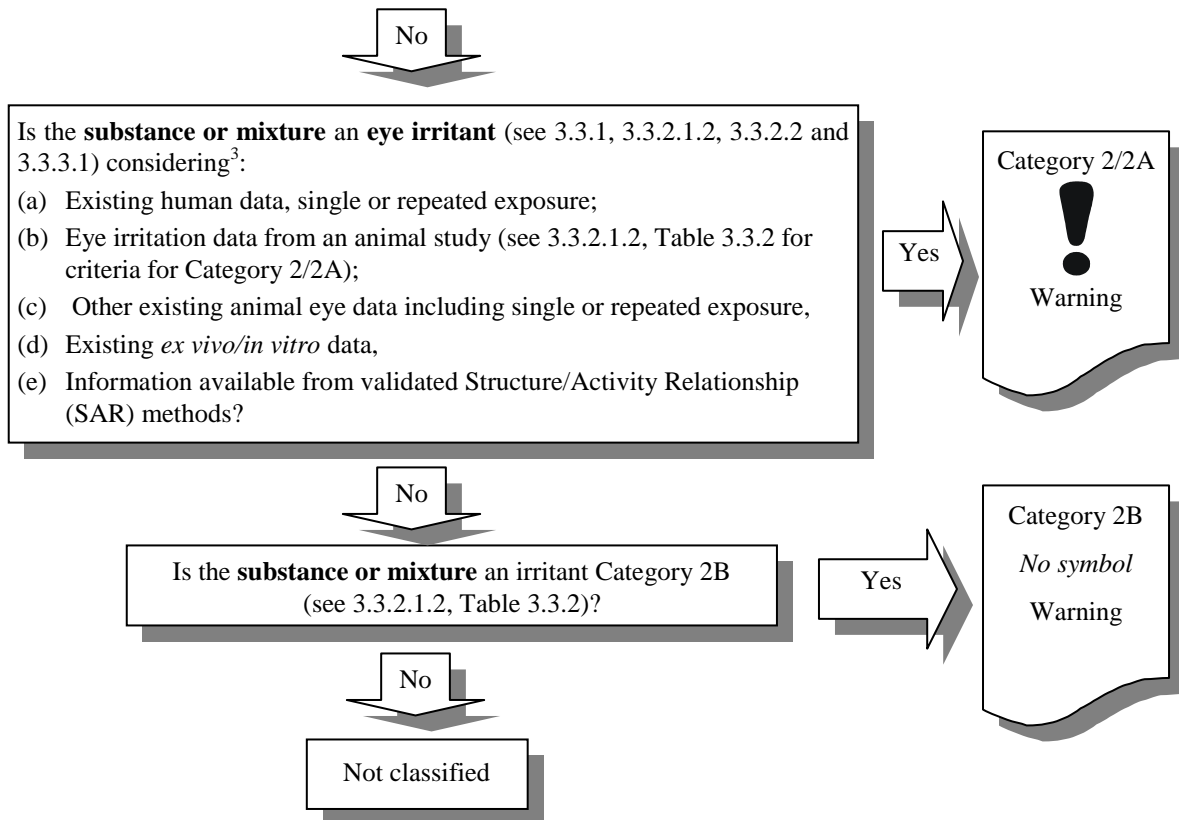 No
Is the substance or mixture an eye irritant (see 3.3.1, 3.3.2.1.2, 3.3.2.2 and
3.3.3.1) considering3:
(a) Existing human data, single or repeated exposure;
(b) Eye irritation data from an animal study (see 3.3.2.1.2, Table 3.3.2 for
criteria for Category 2/2A);
(c) Other existing animal eye data including single or repeated exposure,
(d) Existing ex vivo/in vitro data,
(e) Information available from validated Structure/Activity Relationship
(SAR) methods?
Yes
Category 2/2A
Warning
No
Is the substance or mixture an irritant Category 2B
(see 3.3.2.1.2, Table 3.3.2)?
Yes
Category 2B
No symbol
Warning
No
Not classified